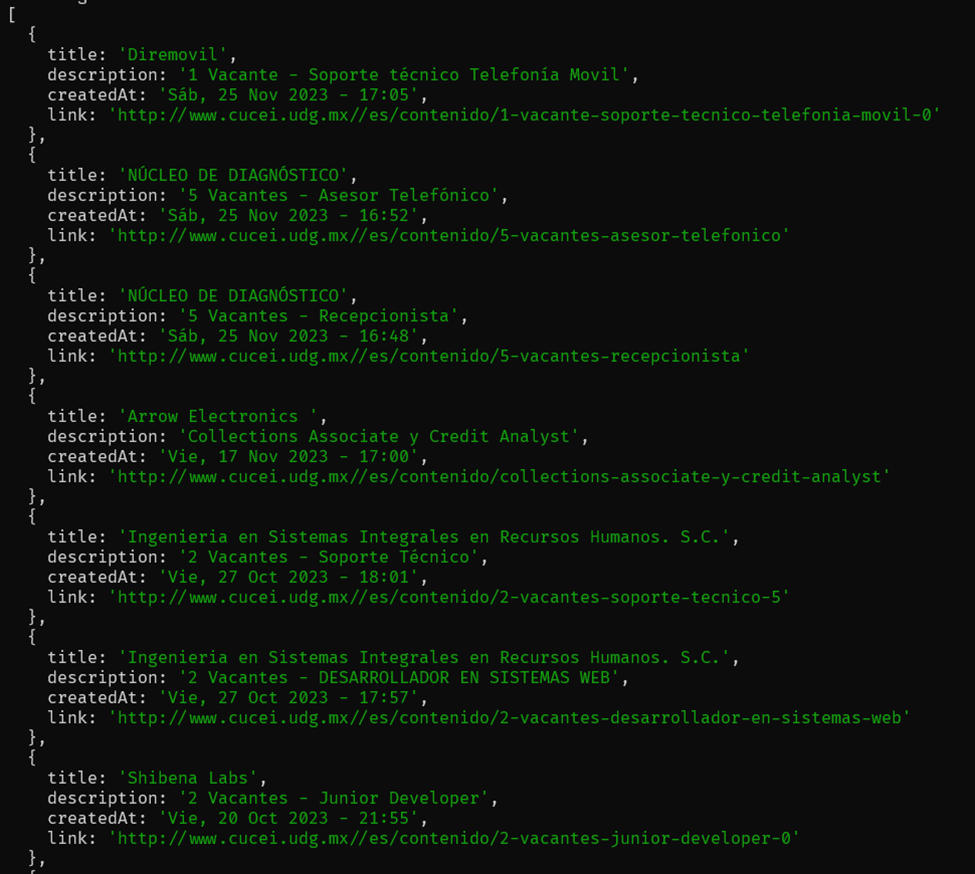 [
  {
    title: 'Diremovil',
    description: '1 Vacante - Soporte técnico Telefonía Movil',
    createdAt: 'Sáb, 25 Nov 2023 - 17:05',
    link: 'http://www.cucei.udg.mx//es/contenido/1-vacante-soporte-tecnico-telefonia-movil-0'
  },
  {
    title: 'NÚCLEO DE DIAGNÓSTICO',
    description: '5 Vacantes - Asesor Telefónico',
    createdAt: 'Sáb, 25 Nov 2023 - 16:52',
    link: 'http://www.cucei.udg.mx//es/contenido/5-vacantes-asesor-telefonico'
  },
  {
    title: 'NÚCLEO DE DIAGNÓSTICO',
    description: '5 Vacantes - Recepcionista',
    createdAt: 'Sáb, 25 Nov 2023 - 16:48',
    link: 'http://www.cucei.udg.mx//es/contenido/5-vacantes-recepcionista'
  },
  {
    title: 'Arrow Electronics ',
    description: 'Collections Associate y Credit Analyst',
    createdAt: 'Vie, 17 Nov 2023 - 17:00',
    link: 'http://www.cucei.udg.mx//es/contenido/collections-associate-y-credit-analyst'
  },
  {
    title: 'Ingenieria en Sistemas Integrales en Recursos Humanos. S.C.',
    description: '2 Vacantes - Soporte Técnico',
    createdAt: 'Vie, 27 Oct 2023 - 18:01',
    link: 'http://www.cucei.udg.mx//es/contenido/2-vacantes-soporte-tecnico-5'
  },
  {
    title: 'Ingenieria en Sistemas Integrales en Recursos Humanos. S.C.',
    description: '2 Vacantes - DESARROLLADOR EN SISTEMAS WEB',
    createdAt: 'Vie, 27 Oct 2023 - 17:57',
    link: 'http://www.cucei.udg.mx//es/contenido/2-vacantes-desarrollador-en-sistemas-web'
  },
  {
    title: 'Shibena Labs',
    description: '2 Vacantes - Junior Developer',
    createdAt: 'Vie, 20 Oct 2023 - 21:55',
    link: 'http://www.cucei.udg.mx//es/contenido/2-vacantes-junior-developer-0'
  },